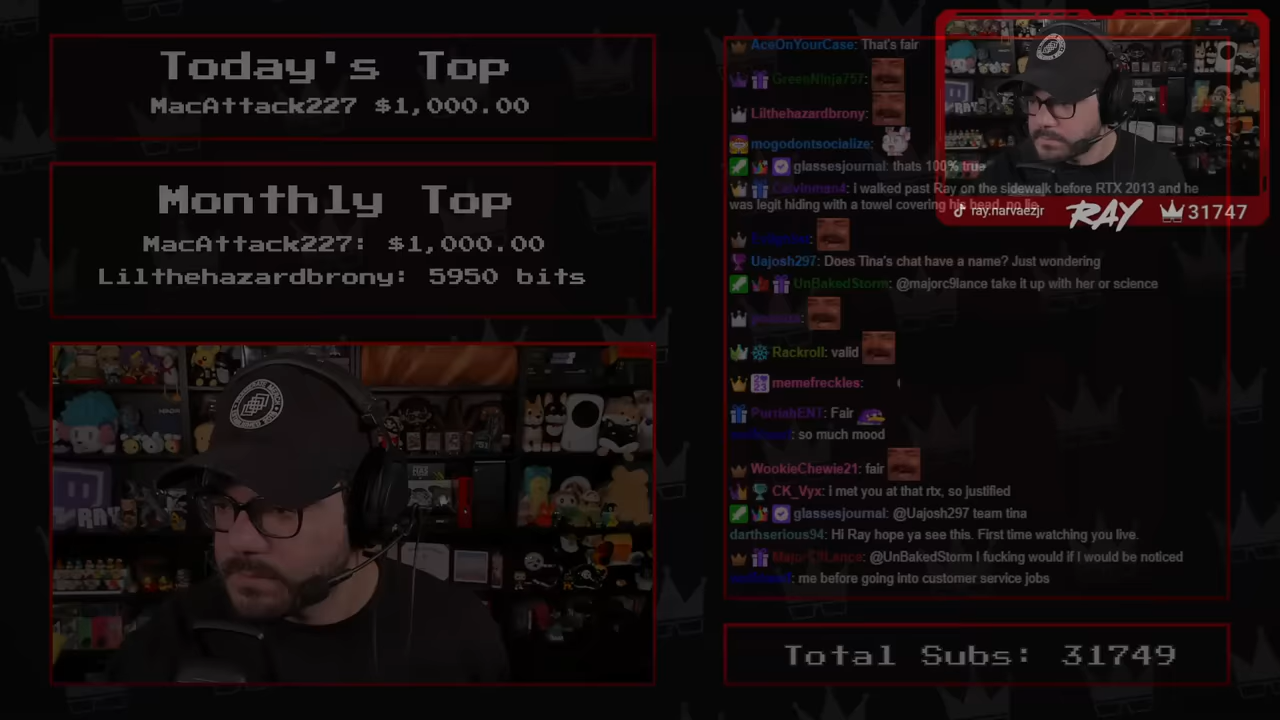 Today's Top
MacAttack227 $1,000.00
Monthly Top
MacAttack227: $1,000.00
Lilthehazardbrony: 5950 bits
AceOnYourCase: That's fair
GreenNinja757:
Lilthehazardbrony:
mogodontsocialize:
glassesjournal: thats 100% true
i walked past Ray on the sidewalk before RTX 2013 and he
was legit hiding with a towel covering his head, no lie
Uajosh297: Does Tina's chat have a name? Just wondering
UnBakedStorm: @majorc9lance take it up with her or science
Rackroll: valid
memefreckles:
PurriahENT: Fair
: so much mood
WookieChewie21: fair
CK_Vyx: i met you at that rtx, so justified
glassesjournal: @Uajosh297 team tina
darthserious94: Hi Ray hope ya see this. First time watching you live.
MajorC9Lance: @UnBakedStorm I fucking would if I would be noticed
: me before going into customer service jobs
Total Subs: 31749
ray.narvaezjr
RAY
31747
RAY